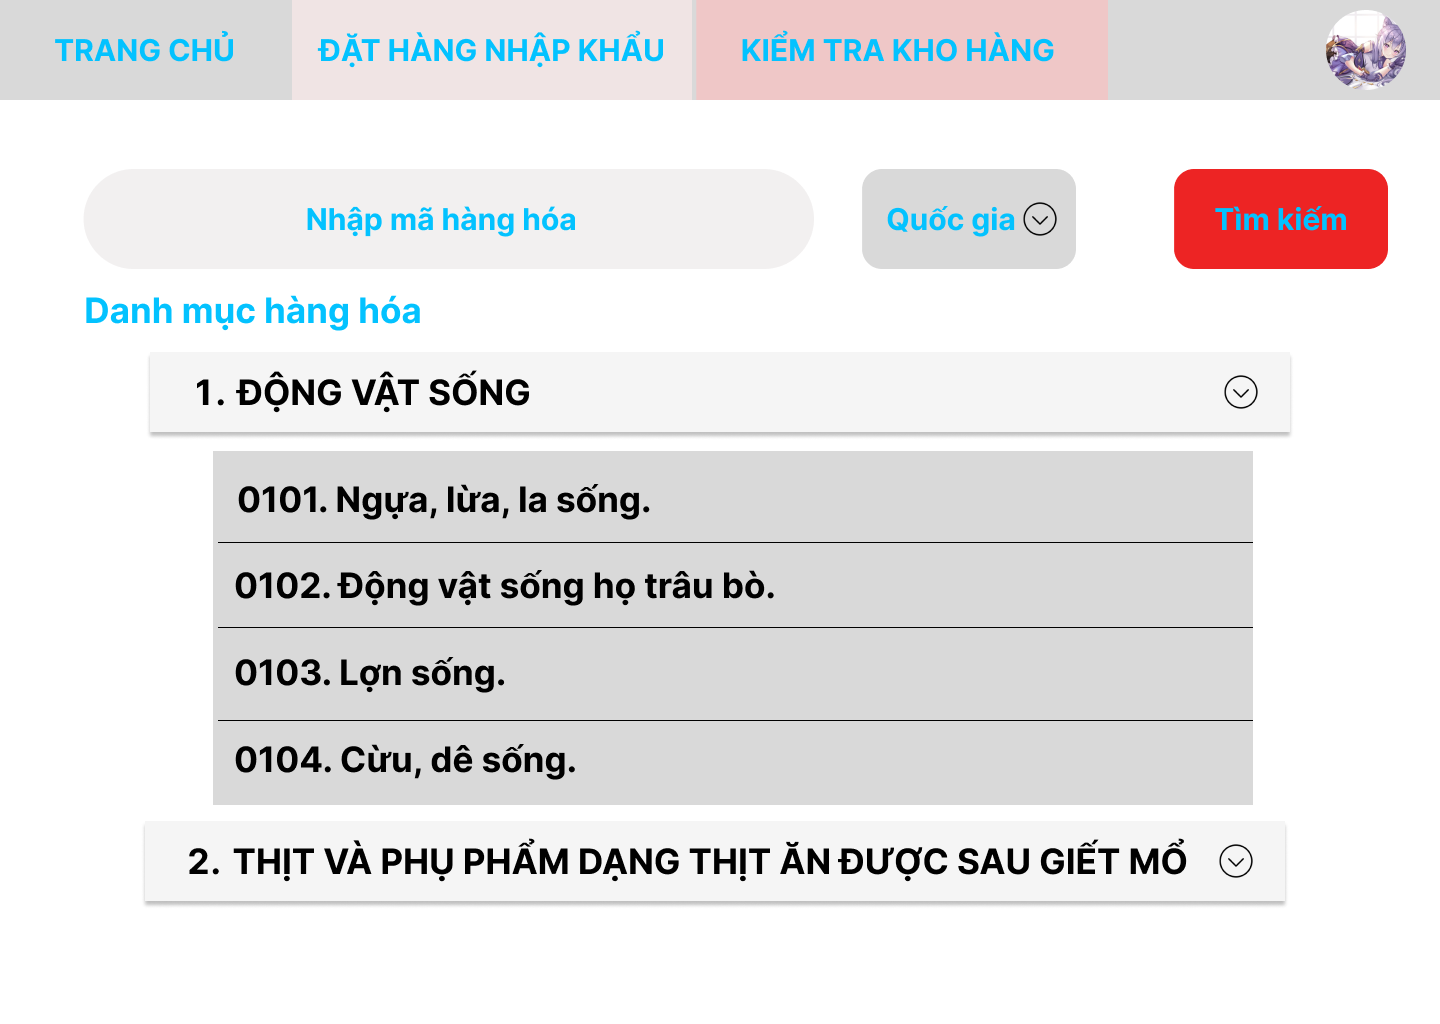 TRANG CHỦ
ĐẶT HÀNG NHẬP KHẨU
KIỂM TRA KHO HÀNG
Nhập mã hàng hóa
Quốc gia
Tìm kiếm
Danh mục hàng hóa
1. ĐỘNG VẬT SỐNG
0101. Ngựa, lừa, la sống.
0102. Động vật sống họ trâu bò.
0103. Lợn sống.
0104. Cừu, dê sống.
2. THỊT VÀ PHỤ PHẨM DẠNG THỊT ĂN ĐƯỢC SAU GIẾT MỔ